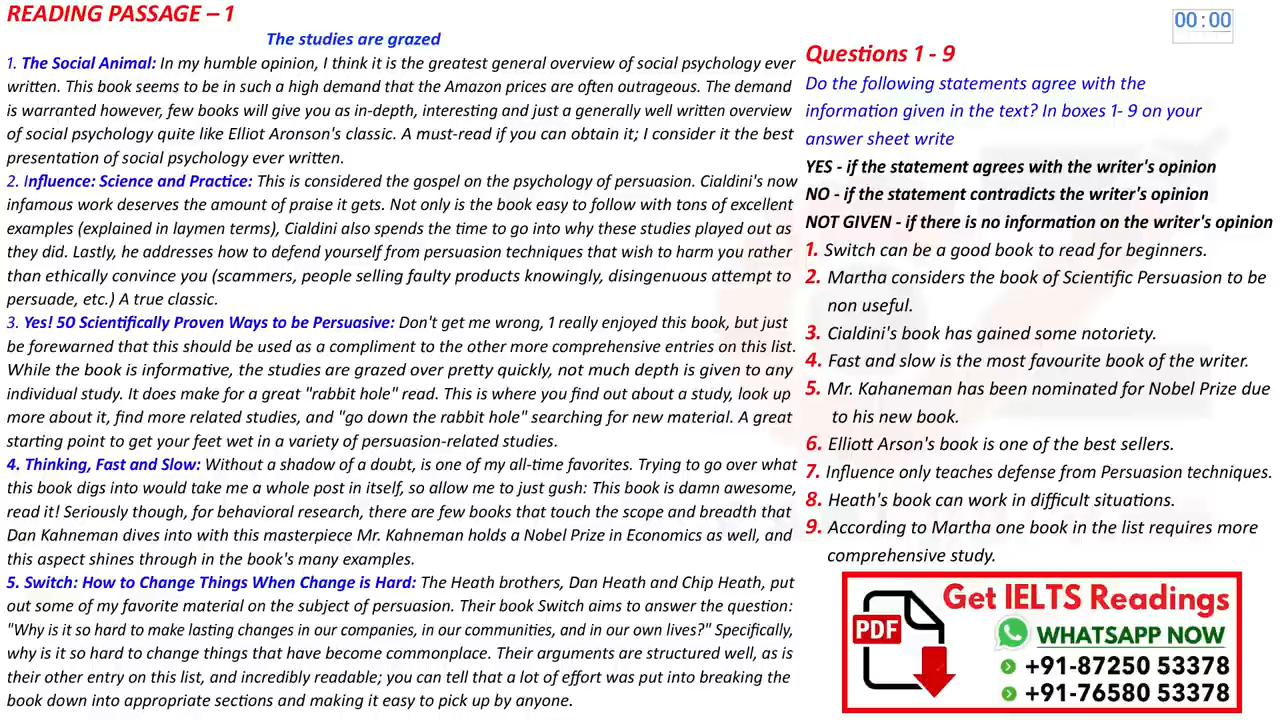 READING PASSAGE – 1
The studies are grazed
1. The Social Animal: In my humble opinion, I think it is the greatest general overview of social psychology ever
written. This book seems to be in such a high demand that the Amazon prices are often outrageous. The demand
is warranted however, few books will give you as in-depth, interesting and just a generally well written overview
of social psychology quite like Elliot Aronson's classic. A must-read if you can obtain it; I consider it the best
presentation of social psychology ever written.
2. Influence: Science and Practice: This is considered the gospel on the psychology of persuasion. Cialdini's now
infamous work deserves the amount of praise it gets. Not only is the book easy to follow with tons of excellent
examples (explained in laymen terms), Cialdini also spends the time to go into why these studies played out as
they did. Lastly, he addresses how to defend yourself from persuasion techniques that wish to harm you rather
than ethically convince you (scammers, people selling faulty products knowingly, disingenuous attempt to
persuade, etc.) A true classic.
3. Yes! 50 Scientifically Proven Ways to be Persuasive: Don't get me wrong, 1 really enjoyed this book, but just
be forewarned that this should be used as a compliment to the other more comprehensive entries on this list.
While the book is informative, the studies are grazed over pretty quickly, not much depth is given to any
individual study. It does make for a great "rabbit hole" read. This is where you find out about a study, look up
more about it, find more related studies, and "go down the rabbit hole" searching for new material. A great
starting point to get your feet wet in a variety of persuasion-related studies.
4. Thinking, Fast and Slow: Without a shadow of a doubt, is one of my all-time favorites. Trying to go over what
this book digs into would take me a whole post in itself, so allow me to just gush: This book is damn awesome,
read it! Seriously though, for behavioral research, there are few books that touch the scope and breadth that
Dan Kahneman dives into with this masterpiece Mr. Kahneman holds a Nobel Prize in Economics as well, and
this aspect shines through in the book's many examples.
5. Switch: How to Change Things When Change is Hard: The Heath brothers, Dan Heath and Chip Heath, put
out some of my favorite material on the subject of persuasion. Their book Switch aims to answer the question:
"Why is it so hard to make lasting changes in our companies, in our communities, and in our own lives?" Specifically,
why is it so hard to change things that have become commonplace. Their arguments are structured well, as is
their other entry on this list, and incredibly readable; you can tell that a lot of effort was put into breaking the
book down into appropriate sections and making it easy to pick up by anyone.
00:00
Questions 1 - 9
Do the following statements agree with the
information given in the text? In boxes 1- 9 on your
answer sheet write
YES - if the statement agrees with the writer's opinion
NO - if the statement contradicts the writer's opinion
NOT GIVEN - if there is no information on the writer's opinion
1. Switch can be a good book to read for beginners.
2. Martha considers the book of Scientific Persuasion to be
non useful.
3. Cialdini's book has gained some notoriety.
4. Fast and slow is the most favourite book of the writer.
5. Mr. Kahaneman has been nominated for Nobel Prize due
to his new book.
6. Elliott Arson's book is one of the best sellers.
7. Influence only teaches defense from Persuasion techniques.
8. Heath's book can work in difficult situations.
9. According to Martha one book in the list requires more
comprehensive study.
Get IELTS Readings
PDF
WHATSAPP NOW
+91-87250 53378
+91-76580 53378